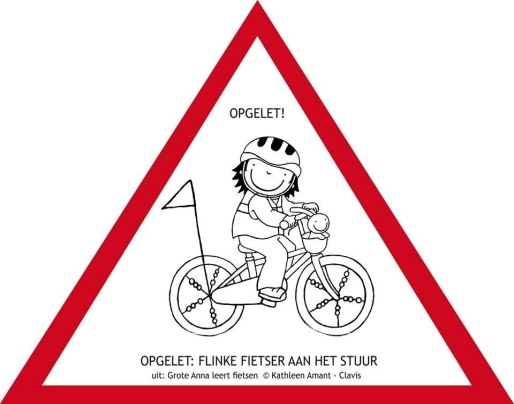 OPGELET!
OPGELET: FLINKE FIETSER AAN HET STUUR
uit: Grote Anna leert fietsen © Kathleen Amant - Clavis